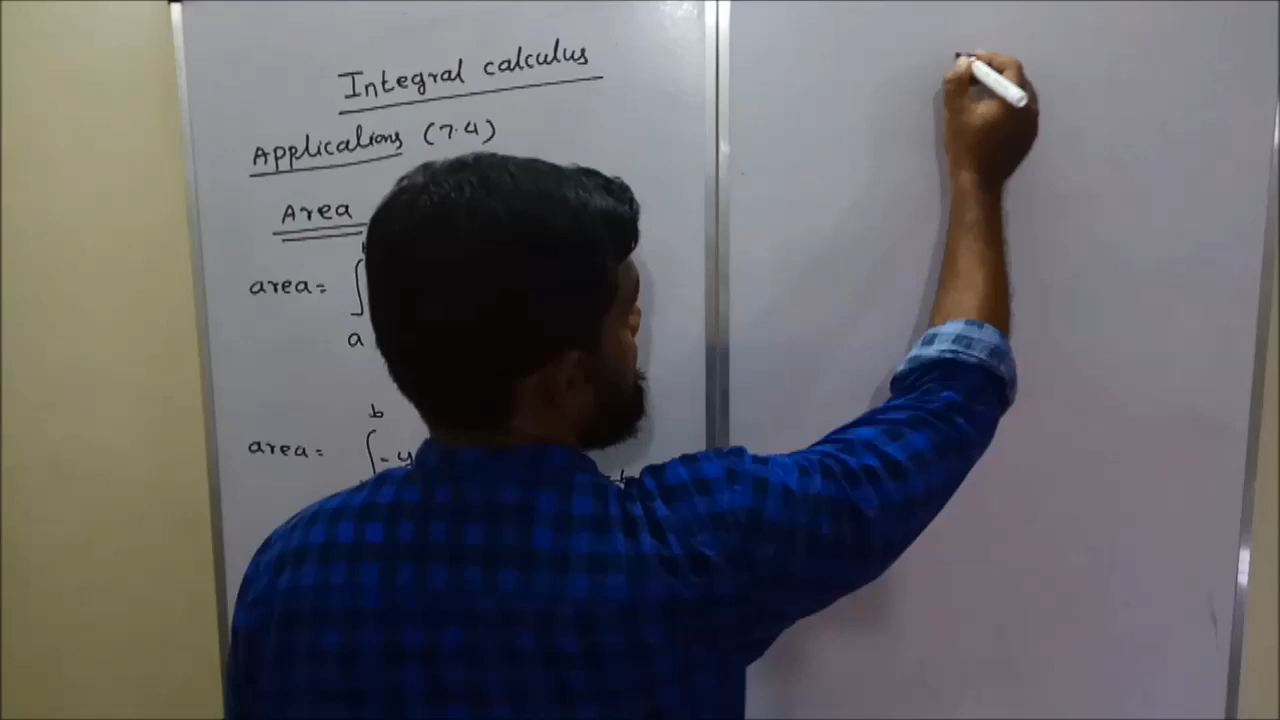 Integral calculus
Applications (7.4)
Area
area= ∫
a
b
area= ∫ -y